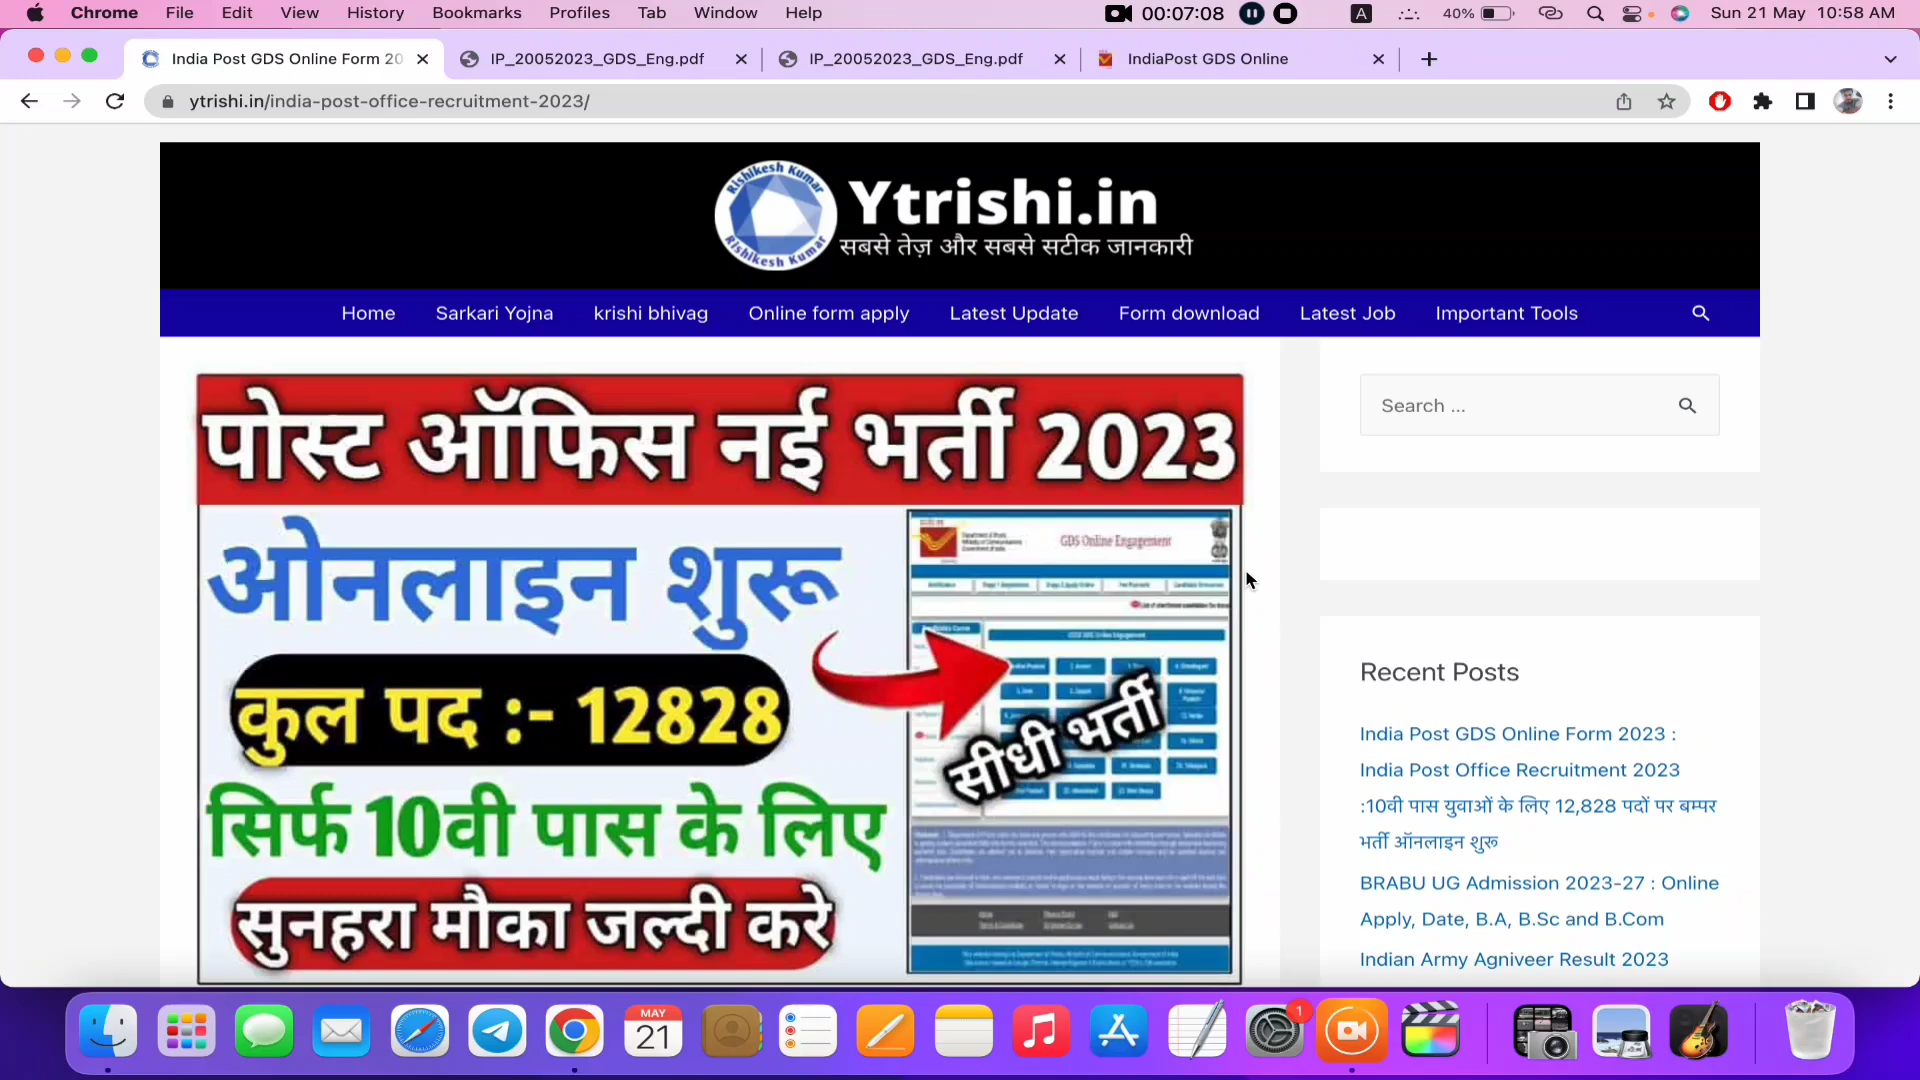 Chrome File Edit View History Bookmarks Profiles Tab Window Help 00:07:08 A 40% Sun 21 May 10:58 AM
India Post GDS Online Form 20 IP_20052023_GDS_Eng.pdf IP_20052023_GDS_Eng.pdf IndiaPost GDS Online
ytrishi.in/india-post-office-recruitment-2023/
Rishikesh Kumar
Ytrishi.in
सबसे तेज़ और सबसे सटीक जानकारी
Rishikesh Kumar
Home Sarkari Yojna krishi bhivag Online form apply Latest Update Form download Latest Job Important Tools
पोस्ट ऑफिस नई भर्ती 2023
ओनलाइन शुरू
GDS Online Engagement
कुल पद :- 12828
सीधी भर्ती
सिर्फ 10वी पास के लिए
सुनहरा मौका जल्दी करे
Search ...
Recent Posts
India Post GDS Online Form 2023 :
India Post Office Recruitment 2023
:10वी पास युवाओं के लिए 12,828 पदों पर बम्पर
भर्ती ऑनलाइन शुरू
BRABU UG Admission 2023-27 : Online
Apply, Date, B.A, B.Sc and B.Com
Indian Army Agniveer Result 2023
MAY
21
1